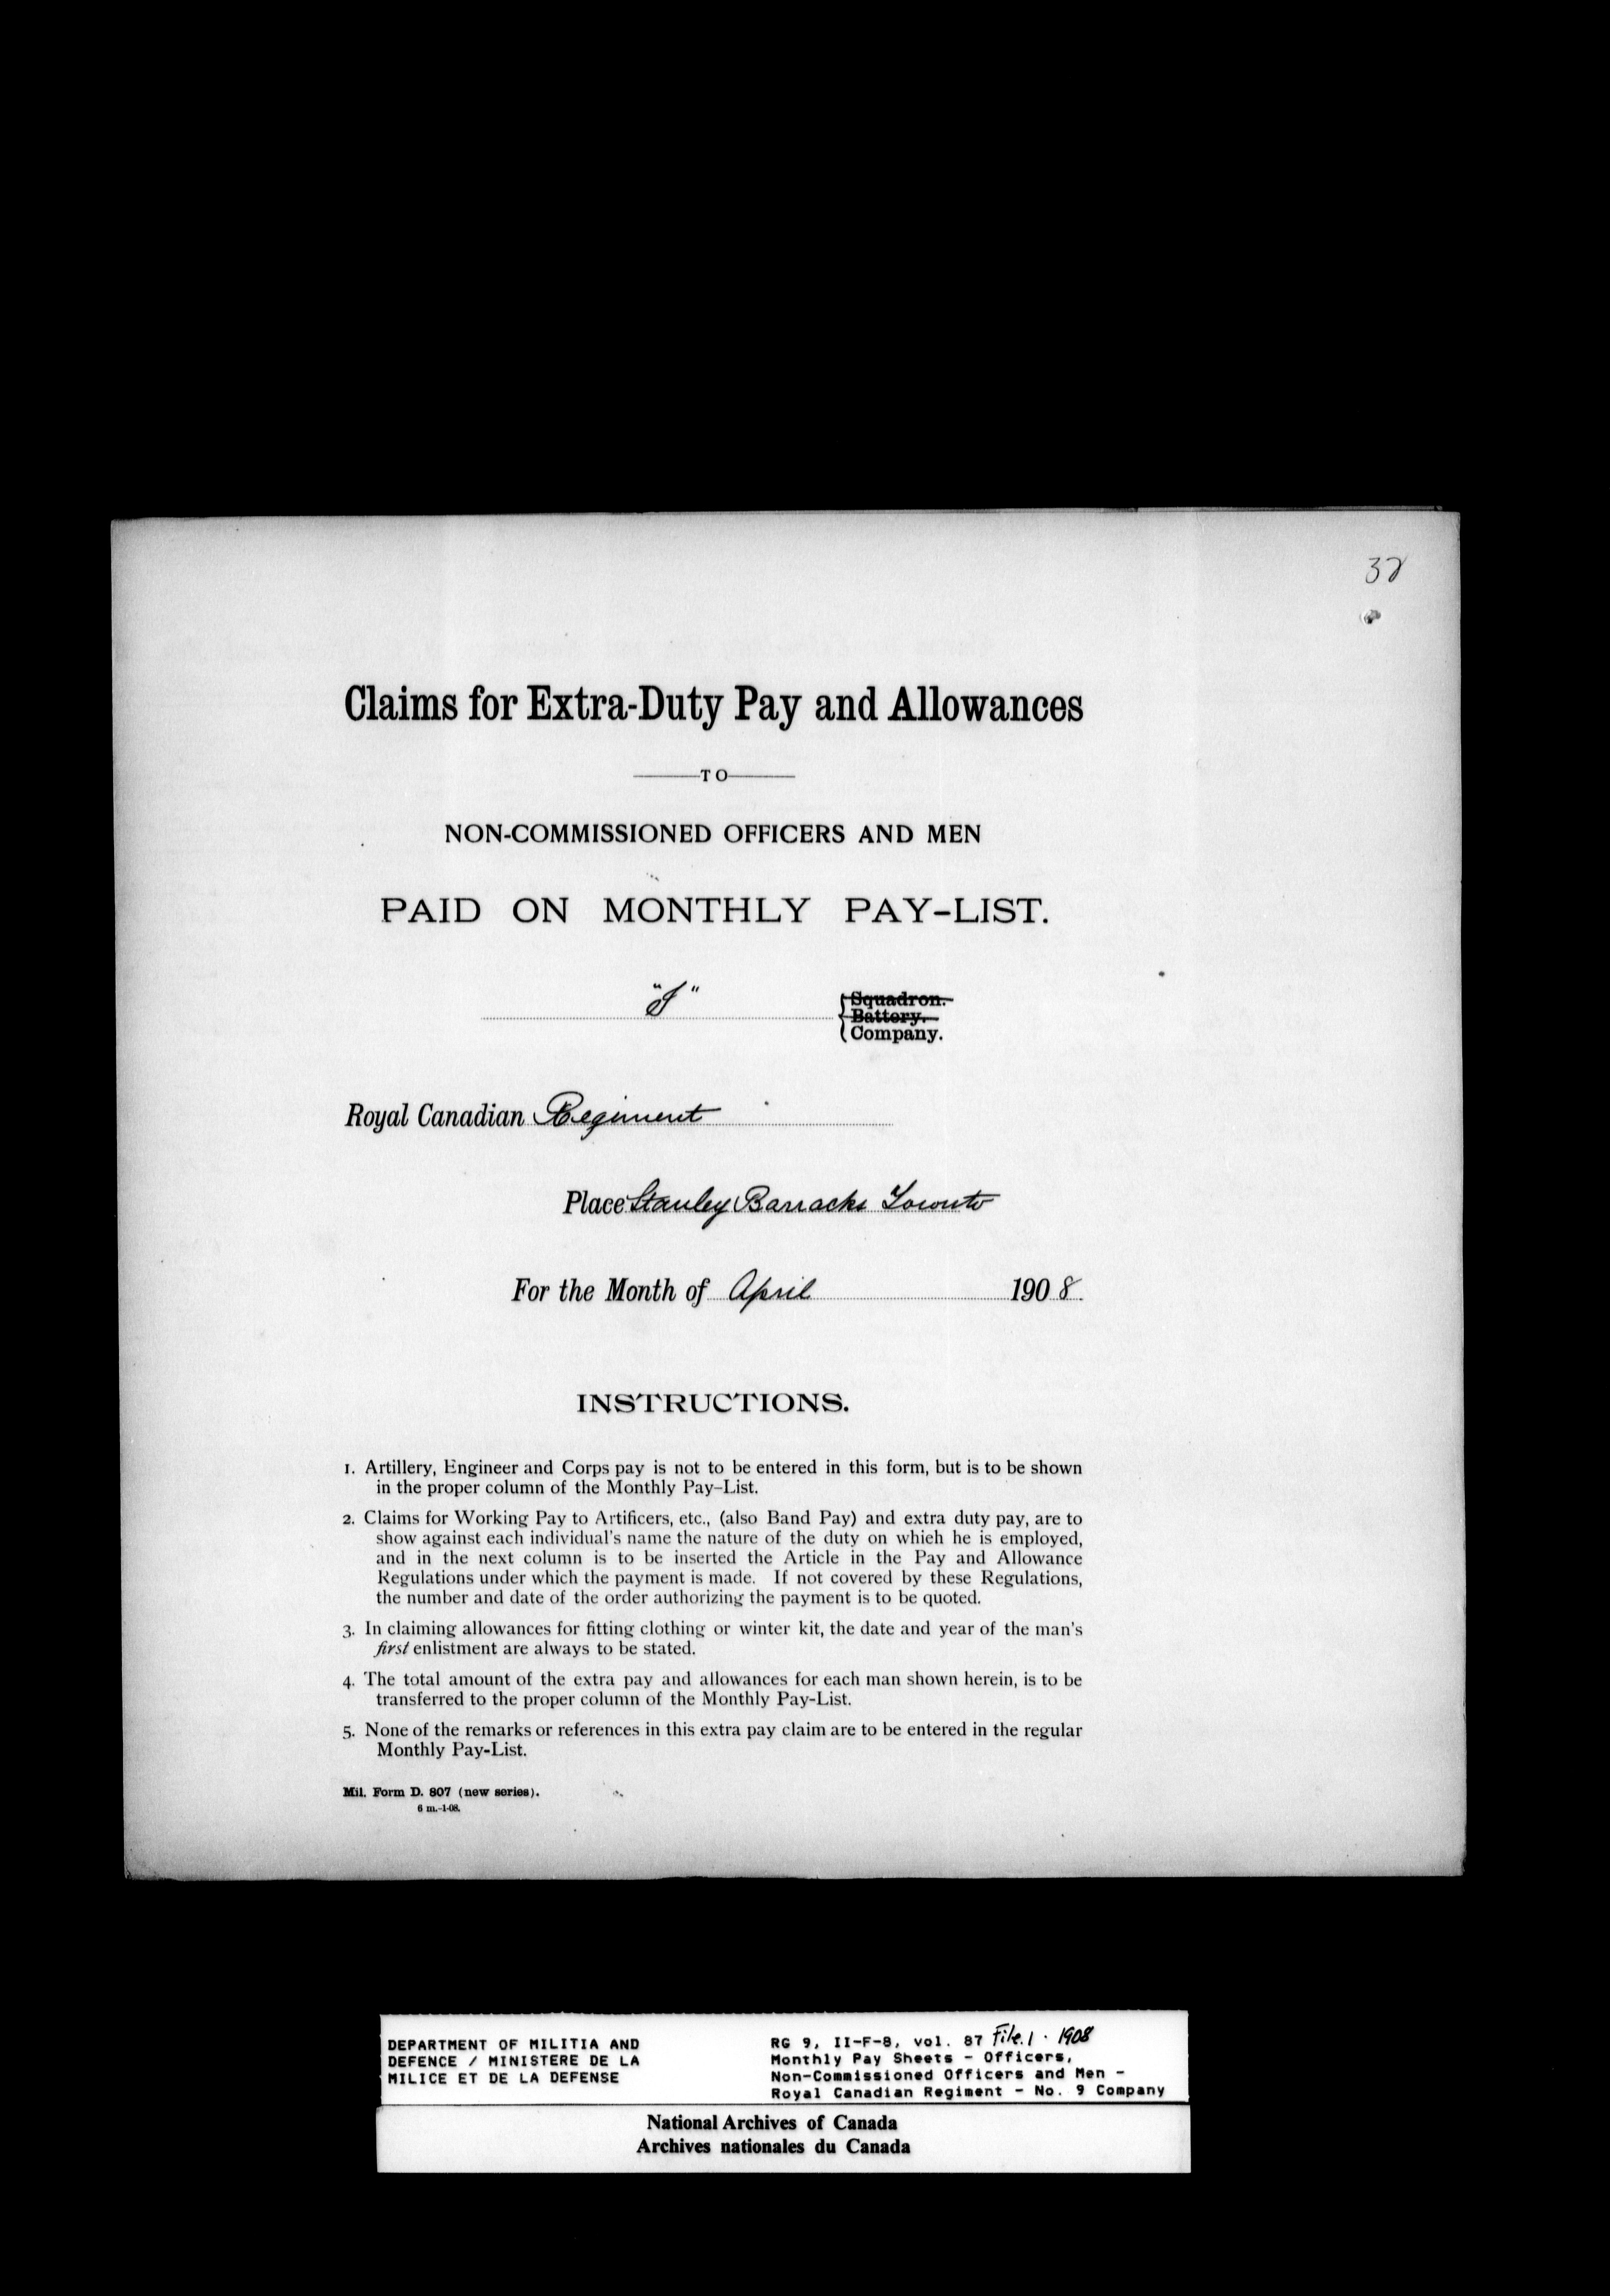 32
Claims for Extra-Duty Pay and Allowances
TO
NON-COMMISSIONED OFFICERS AND MEN
PAID ON MONTHLY PAY-LIST.
Squadron.
Battery.
Company.
Royal Canadian Regiment
Place Stanley Barracks Toronto
For the Month of April 1908.
INSTRUCTIONS.
1. Artillery, Engineer and Corps pay is not to be entered in this form, but is to be shown
in the proper column of the Monthly Pay-List.
2. Claims for Working Pay to Artificers, etc., (also Band Pay) and extra duty pay, are to
show against each individual's name the nature of the duty on which he is employed,
and in the next column is to be inserted the Article in the Pay and Allowance
Regulations under which the payment is made. If not covered by these Regulations,
the number and date of the order authorizing the payment is to be quoted.
3. In claiming allowances for fitting clothing or winter kit, the date and year of the man's
first enlistment are always to be stated.
4. The total amount of the extra pay and allowances for each man shown herein, is to be
transferred to the proper column of the Monthly Pay-List.
5. None of the remarks or references in this extra pay claim are to be entered in the regular
Monthly Pay-List.
Mil. Form D. 807 (new series).
6 m.-1-08.
DEPARTMENT OF MILITIA AND
DEFENCE / MINISTERE DE LA
MILICE ET DE LA DEFENSE
RG 9, II-F-8, vol. 87 File.1 . 1908
Monthly Pay Sheets - Officers,
Non-Commissioned Officers and Men -
Royal Canadian Regiment - No. 9 Company
National Archives of Canada
Archives nationales du Canada